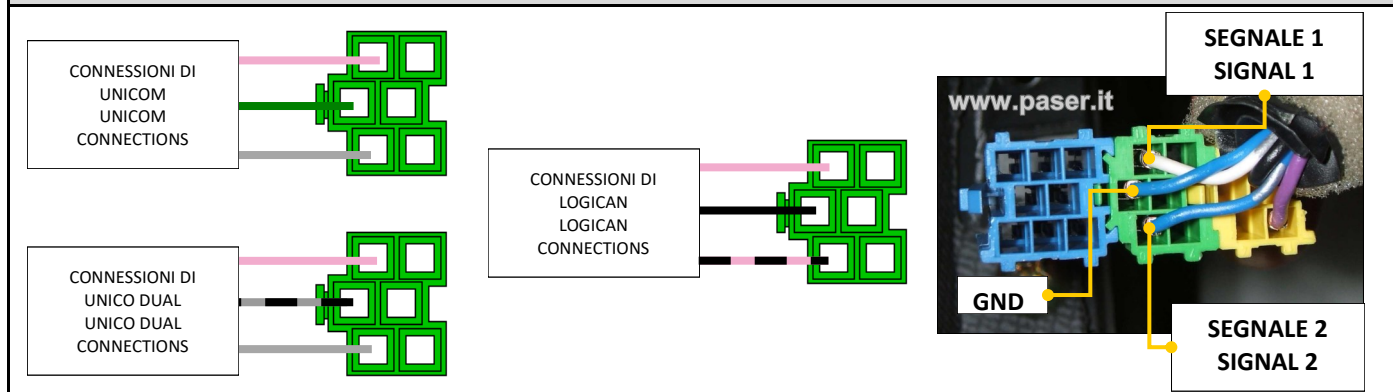 CONNESSIONI DI
UNICOM
UNICOM
CONNECTIONS
CONNESSIONI DI
UNICO DUAL
UNICO DUAL
CONNECTIONS
CONNESSIONI DI
LOGICAN
LOGICAN
CONNECTIONS
SEGNALE 1
SIGNAL 1
www.paser.it
GND
SEGNALE 2
SIGNAL 2